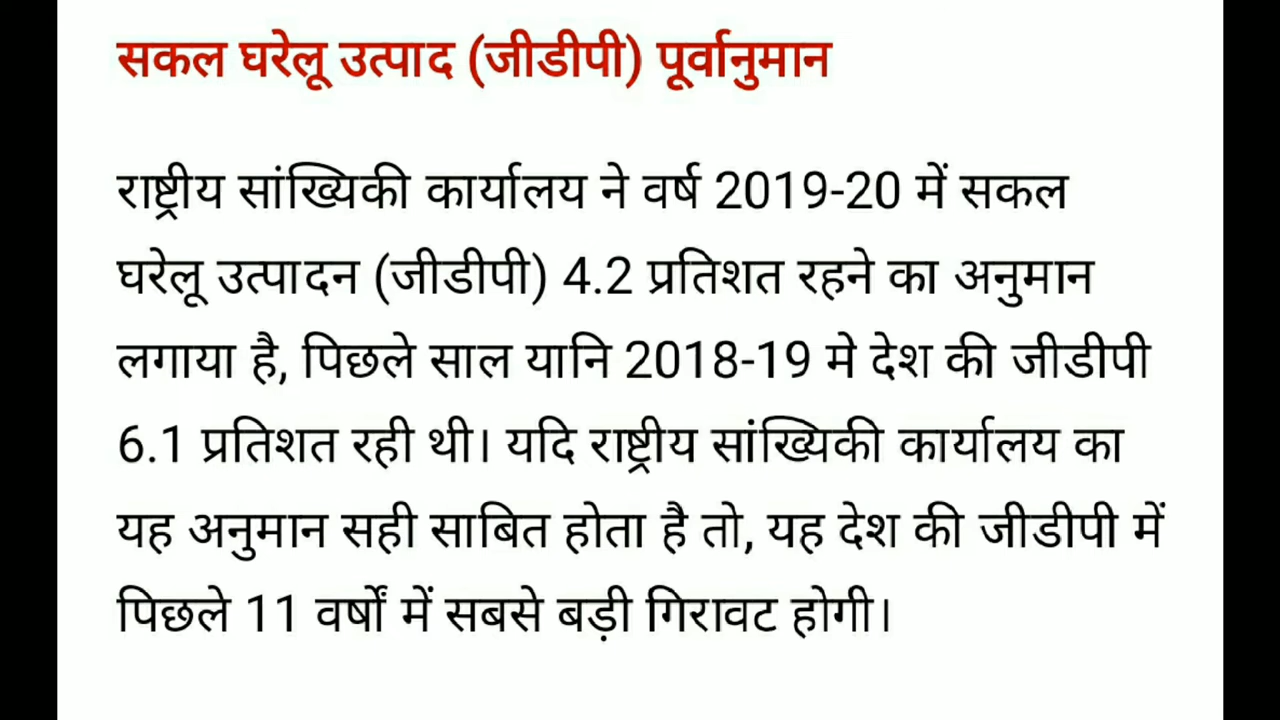 सकल घरेलू उत्पाद (जीडीपी) पूर्वानुमान
राष्ट्रीय सांख्यिकी कार्यालय ने वर्ष 2019-20 में सकल
घरेलू उत्पादन (जीडीपी) 4.2 प्रतिशत रहने का अनुमान
लगाया है, पिछले साल यानि 2018-19 मे देश की जीडीपी
6.1 प्रतिशत रही थी। यदि राष्ट्रीय सांख्यिकी कार्यालय का
यह अनुमान सही साबित होता है तो, यह देश की जीडीपी में
पिछले 11 वर्षों में सबसे बड़ी गिरावट होगी।